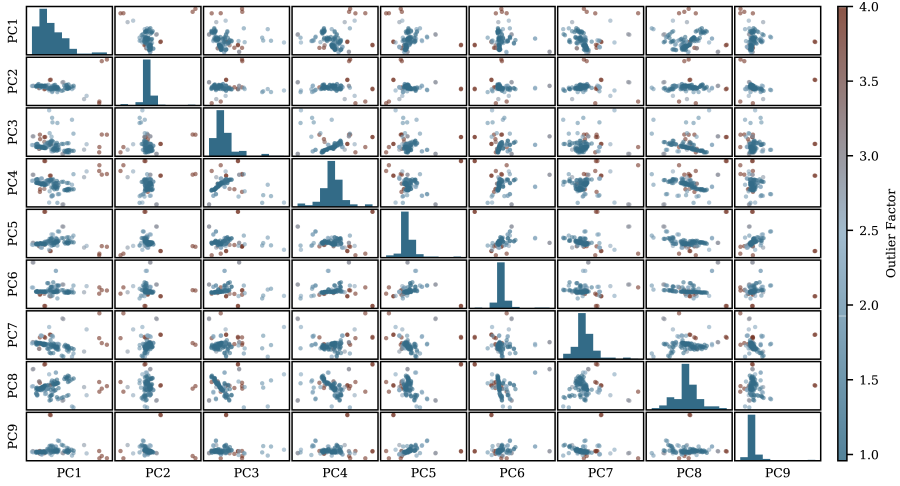 PC1
PC2
PC3
PC4
PC5
PC6
PC7
PC8
PC9
PC1 PC2 PC3 PC4 PC5 PC6 PC7 PC8 PC9
4.0
3.5
3.0
2.5
2.0
1.5
1.0
Outlier Factor